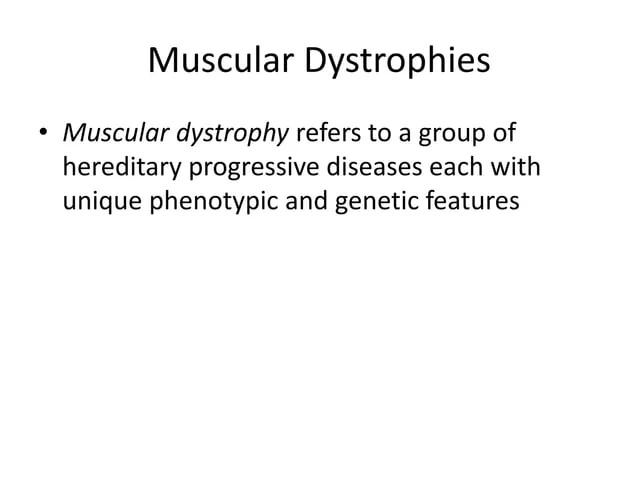 Muscular Dystrophies
• Muscular dystrophy refers to a group of
hereditary progressive diseases each with
unique phenotypic and genetic features